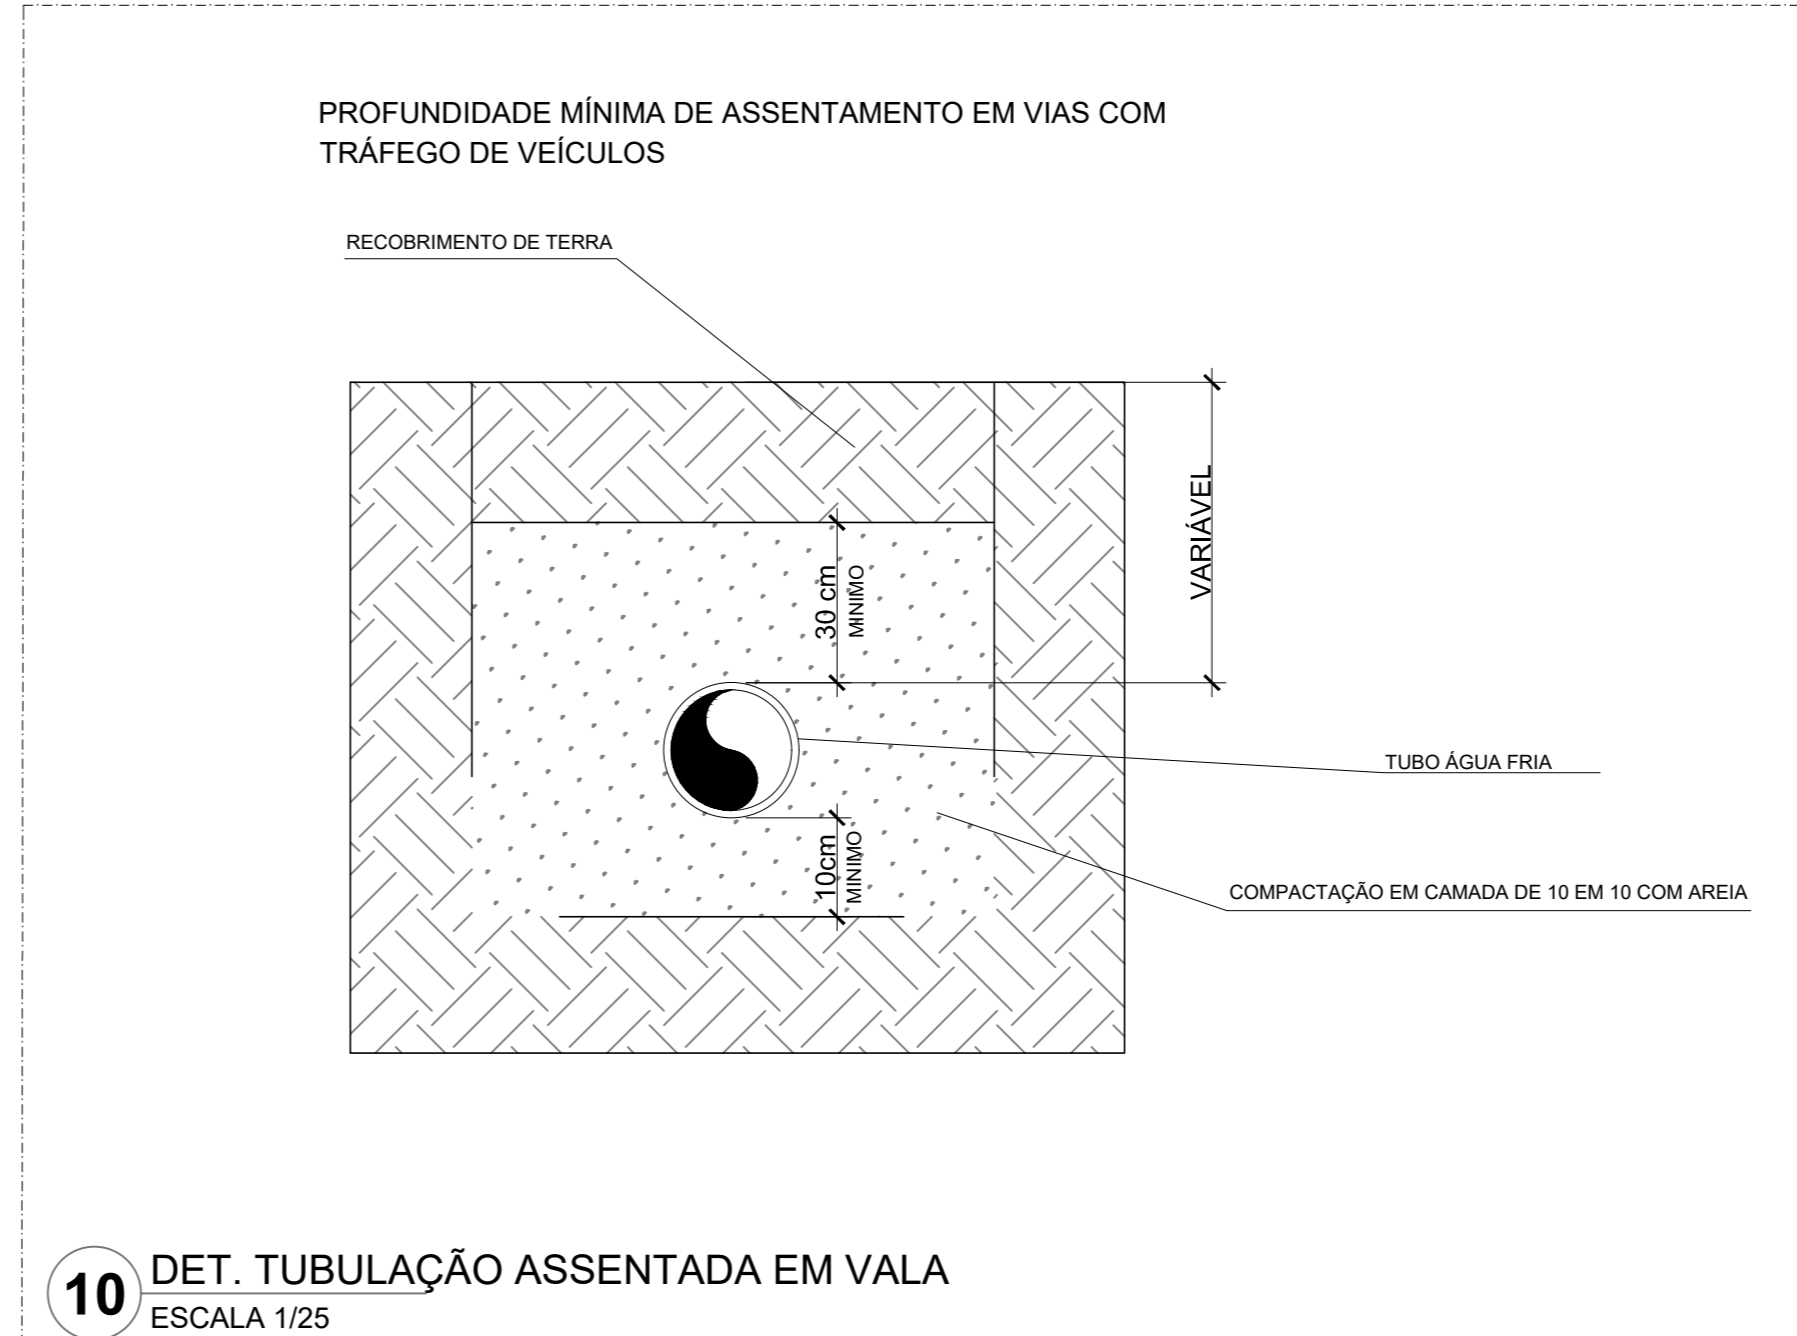 PROFUNDIDADE MÍNIMA DE ASSENTAMENTO EM VIAS COM
TRÁFEGO DE VEÍCULOS
RECOBRIMENTO DE TERRA
VARIÁVEL
30 cm
MINIMO
TUBO ÁGUA FRIA
10cm
MINIMO
COMPACTAÇÃO EM CAMADA DE 10 EM 10 COM AREIA
10
DET. TUBULAÇÃO ASSENTADA EM VALA
ESCALA 1/25